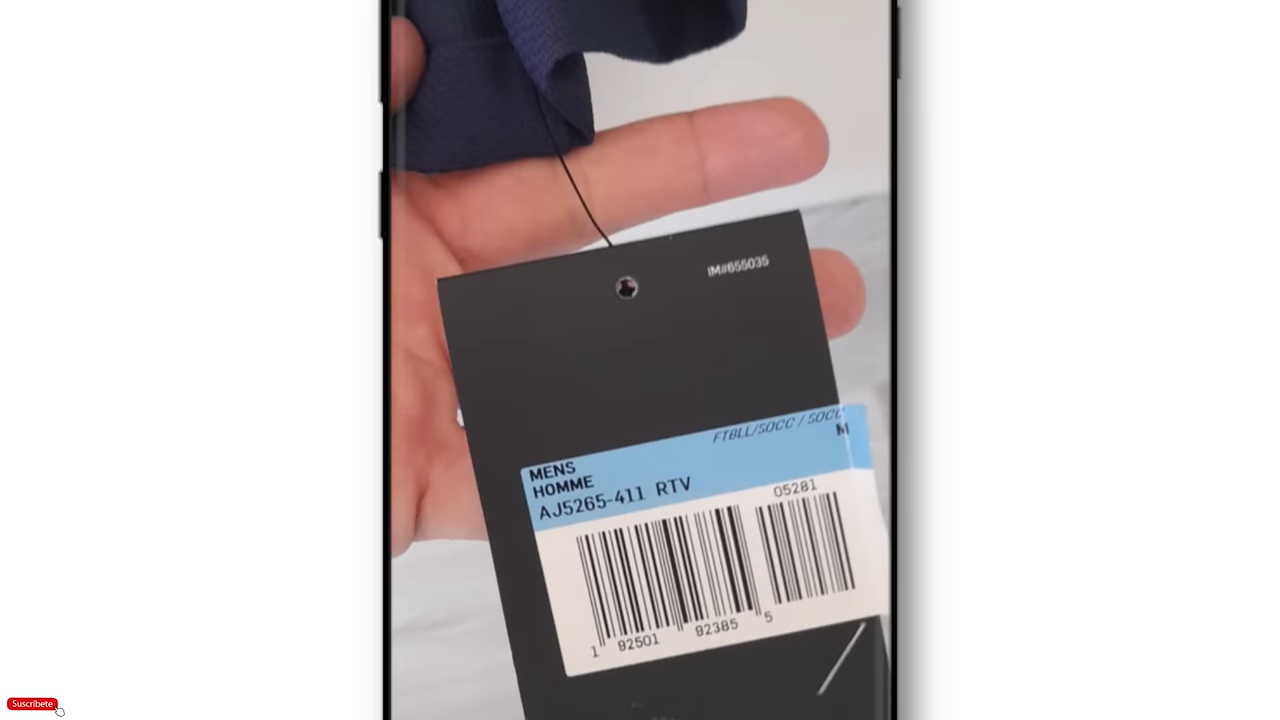 IM#655035
FTBLL/SOCC / SOCC
M
MENS
HOMME
AJ5265-411 RTV
05281
1 92501 92385 5
Suscríbete